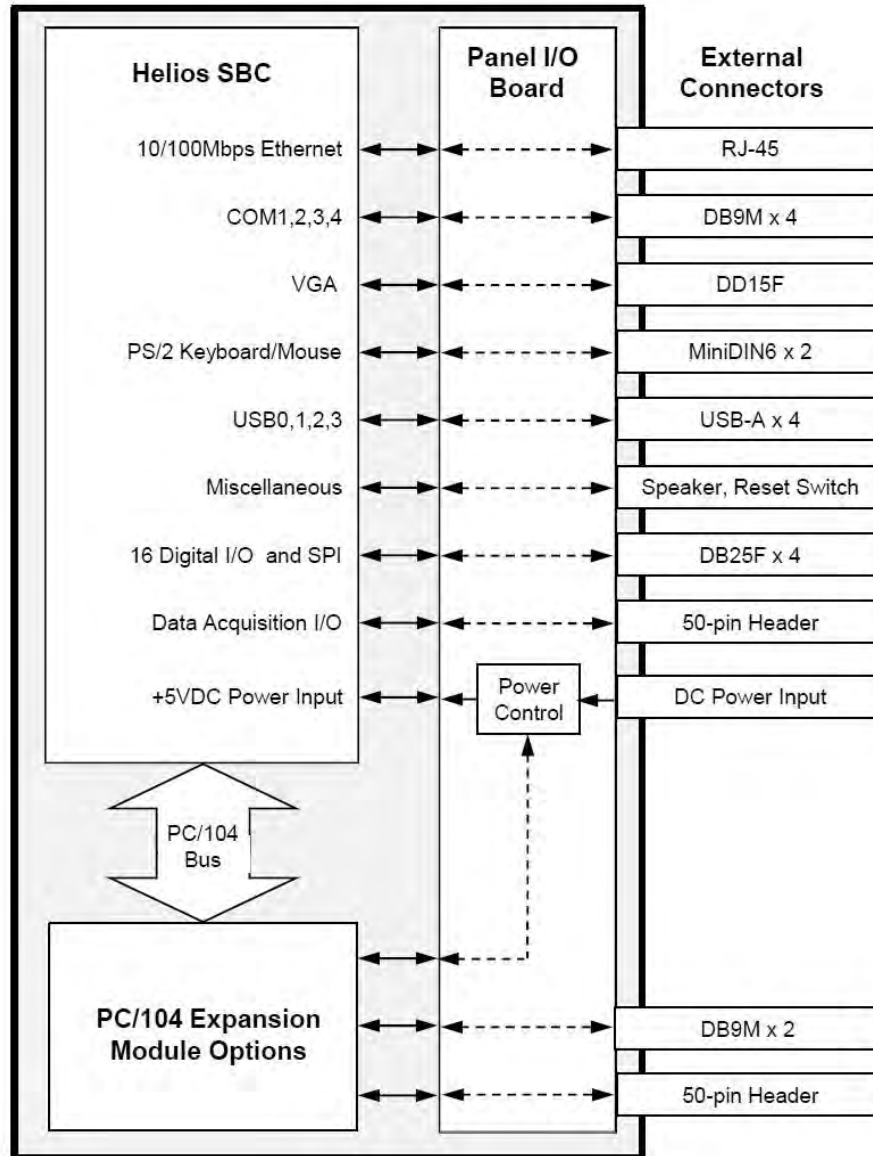 Helios SBC
Panel I/O
Board
External
Connectors
10/100Mbps Ethernet
RJ-45
COM1,2,3,4
DB9M x 4
VGA
DD15F
PS/2 Keyboard/Mouse
MiniDIN6 x 2
USB0,1,2,3
USB-A x 4
Miscellaneous
Speaker, Reset Switch
16 Digital I/O and SPI
DB25F x 4
Data Acquisition I/O
50-pin Header
+5VDC Power Input
Power
Control
DC Power Input
PC/104
Bus
PC/104 Expansion
Module Options
DB9M x 2
50-pin Header